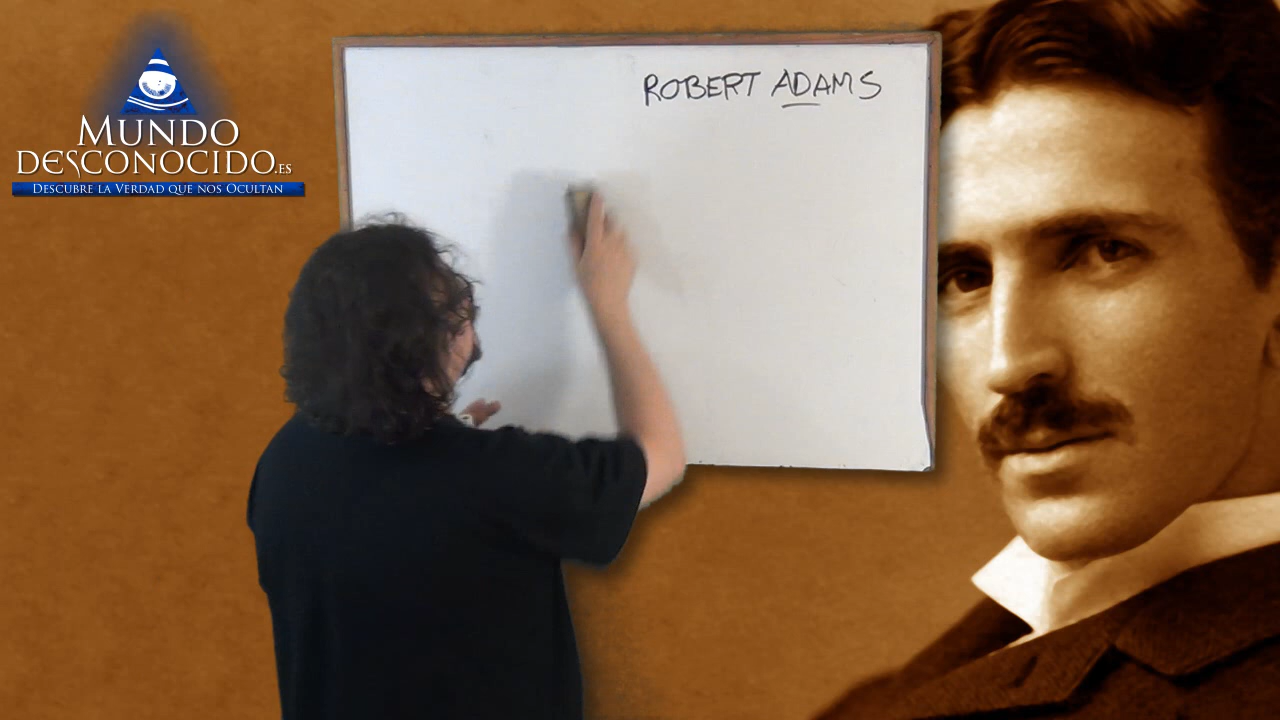 MUNDO
DESCONOCIDO.ES
DESCUBRE LA VERDAD QUE NOS OCULTAN
ROBERT ADAMS